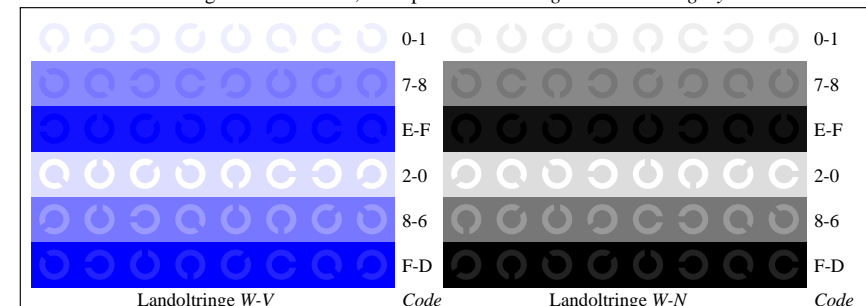 0-1 0-1
7-8 7-8
E-F E-F
2-0 2-0
8-6 8-6
F-D F-D
Landoltringe W-V Code Landoltringe W-N Code